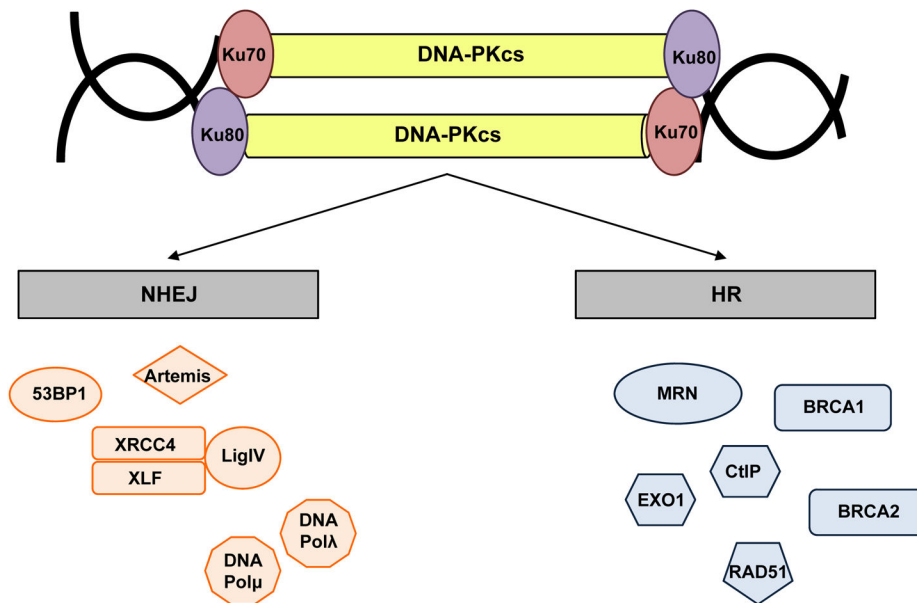 Ku70
DNA-PKcs
Ku80
Ku80
DNA-PKcs
Ku70
NHEJ
HR
53BP1
Artemis
XRCC4
XLF
LigIV
DNA
Polλ
DNA
Polμ
MRN
BRCA1
CtIP
EXO1
BRCA2
RAD51